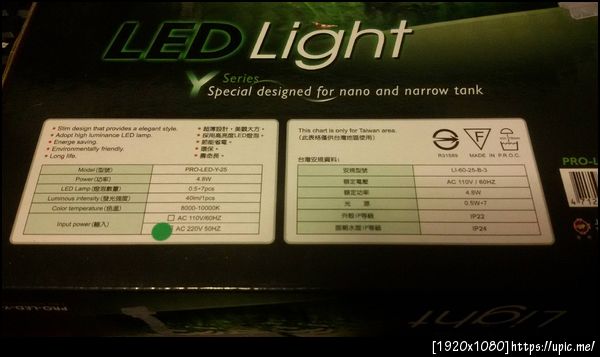 LED Light
Y Series
Special designed for nano and narrow tank
• Slim design that provides a elegant style.
• Adopt high luminance LED lamp.
• Energe saving.
• Environmentally friendly.
• Long life.
• 超薄設計，美觀大方。
• 採用高亮度LED燈泡。
• 節能省電。
• 環保。
• 壽命長。
Model(型號) PRO-LED-Y-25
Power(功率) 4.8W
LED Lamp(燈泡數量) 0.5*7pcs
Luminous intensity(發光強度) 40lm/1pcs
Color temperature(色溫) 8000-10000K
Input power(輸入) AC 110V/60HZ
AC 220V 50HZ
This chart is only for Taiwan area.
(此表格僅供台灣地區使用)
R31589
MADE IN P.R.O.C.
台灣安規資料:
安規型號 LI-60-25-B-3
額定電壓 AC 110V / 60HZ
額定功率 4.8W
光 源 0.5W*7
外殼IP等級 IP22
面朝水體IP等級 IP24
PRO-L
4712
PRO-LED-Y
Light
[1920x1080]https://upic.me/